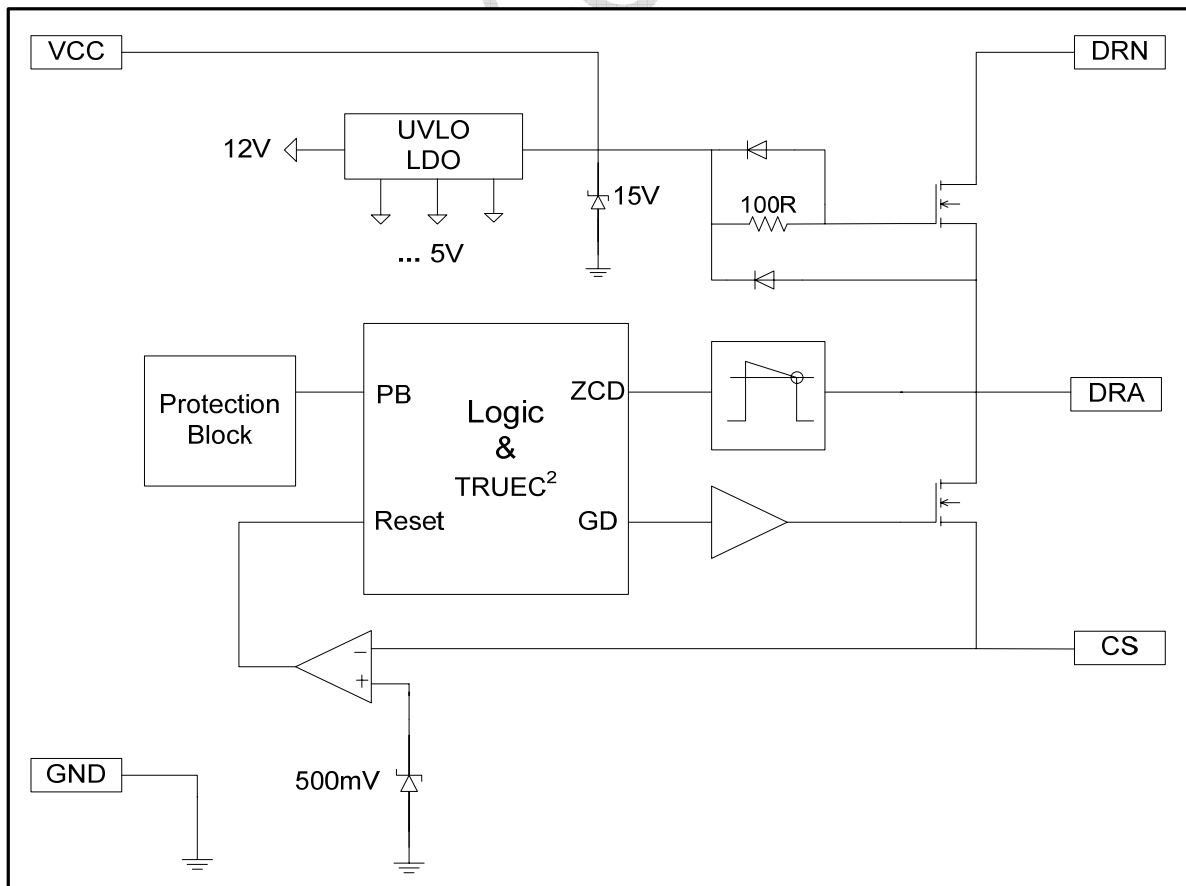 VCC
DRN
UVLO
LDO
12V
15V
100R
... 5V
Protection
Block
PB
Logic
&
TRUEC²
ZCD
Reset
GD
DRA
CS
−
+
GND
500mV